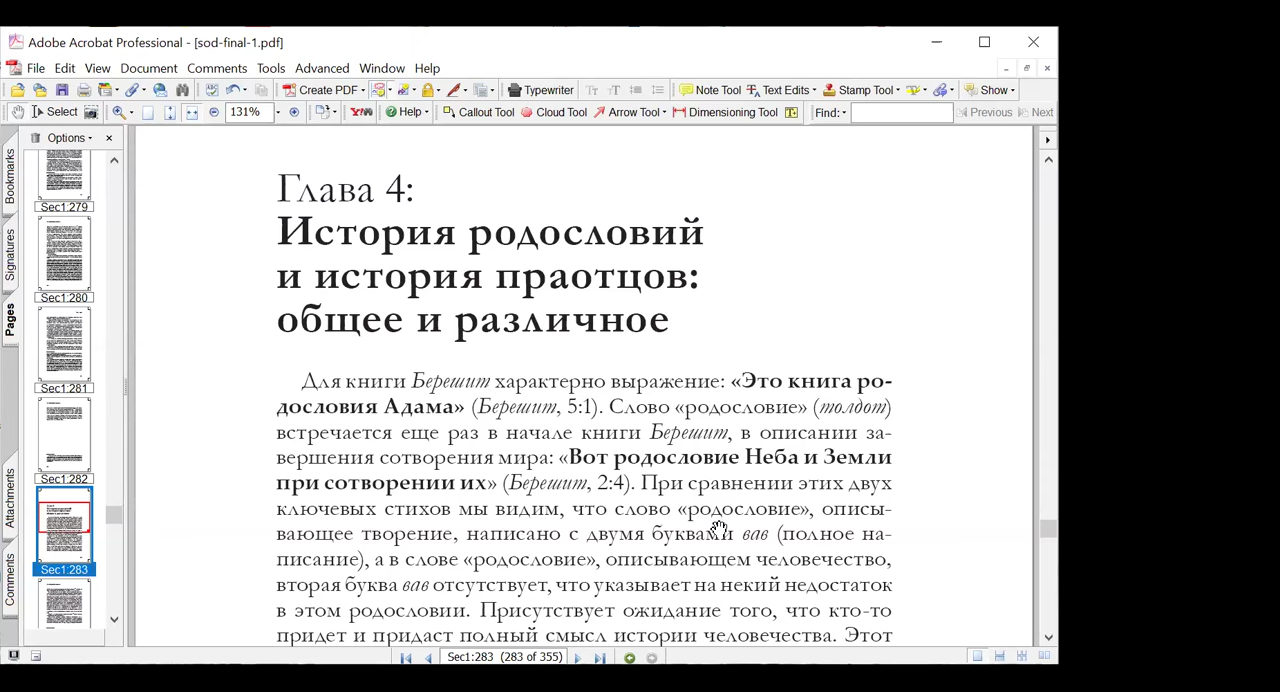 Adobe Acrobat Professional - [sod-final-1.pdf]
File Edit View Document Comments Tools Advanced Window Help
Create PDF Note Tool Text Edits Stamp Tool Show
Typewriter
Select 131% Y! Help Callout Tool Cloud Tool Arrow Tool Dimensioning Tool Find: Previous Next
Options
Bookmarks
Signatures
Pages
Attachments
Comments
Sec1:279
Sec1:280
Sec1:281
Sec1:282
Sec1:283
Глава 4:
История родословий
и история праотцов:
общее и различное
Для книги Берешит характерно выражение: «Это книга ро-
дословия Адама» (Берешит, 5:1). Слово «родословие» (толдот)
встречается еще раз в начале книги Берешит, в описании за-
вершения сотворения мира: «Вот родословие Неба и Земли
при сотворении их» (Берешит, 2:4). При сравнении этих двух
ключевых стихов мы видим, что слово «родословие», описы-
вающее творение, написано с двумя буквами вав (полное на-
писание), а в слове «родословие», описывающем человечество,
вторая буква вав отсутствует, что указывает на некий недостаток
в этом родословии. Присутствует ожидание того, что кто-то
придет и придаст полный смысл истории человечества. Этот
Sec1:283 (283 of 355)